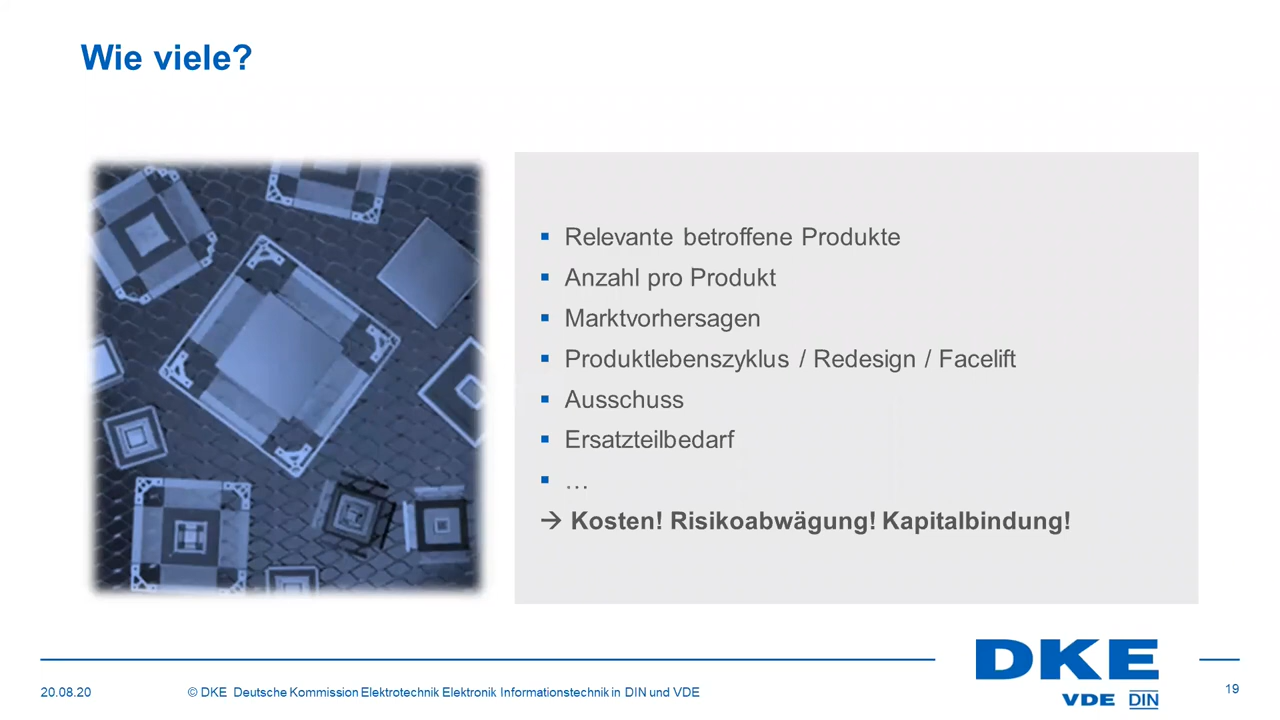 Wie viele?
Relevante betroffene Produkte
Anzahl pro Produkt
Marktvorhersagen
Produktlebenszyklus / Redesign / Facelift
Ausschuss
Ersatzteilbedarf
…
→ Kosten! Risikoabwägung! Kapitalbindung!
DKE
VDE DIN
20.08.20
© DKE Deutsche Kommission Elektrotechnik Elektronik Informationstechnik in DIN und VDE
19